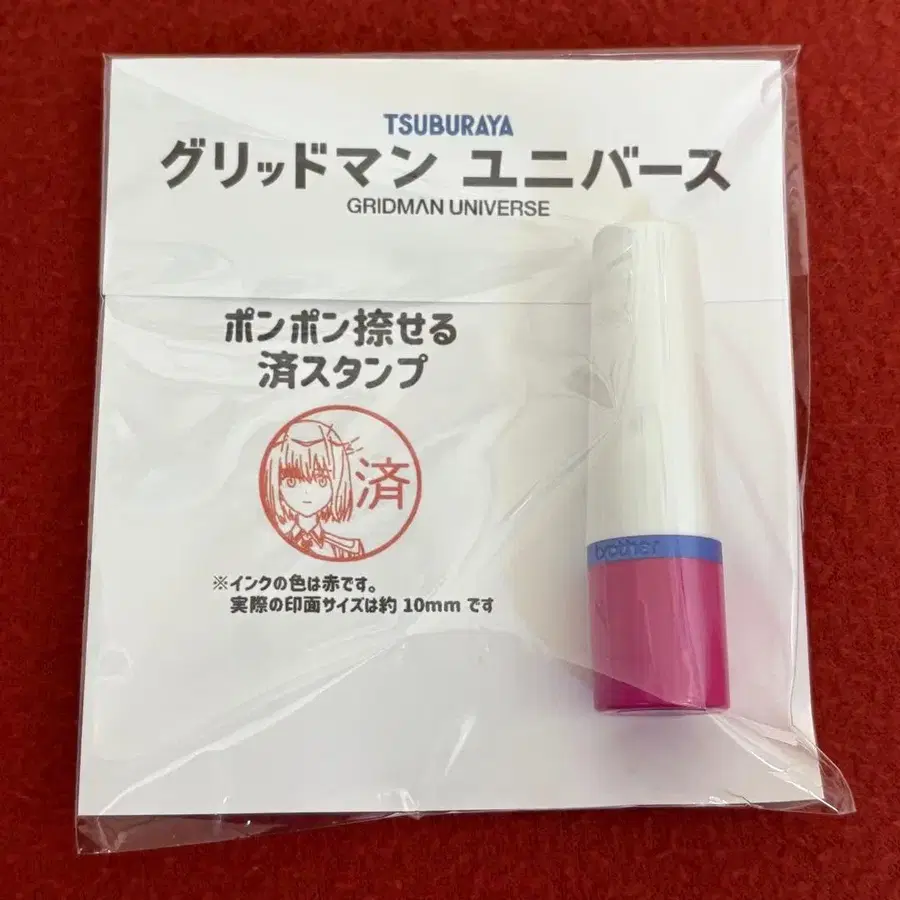 TSUBURAYA
グリッドマン ユニバース
GRIDMAN UNIVERSE
ポンポン捺せる
済スタンプ
済
※インクの色は赤です。
実際の印面サイズは約 10mm です
brother